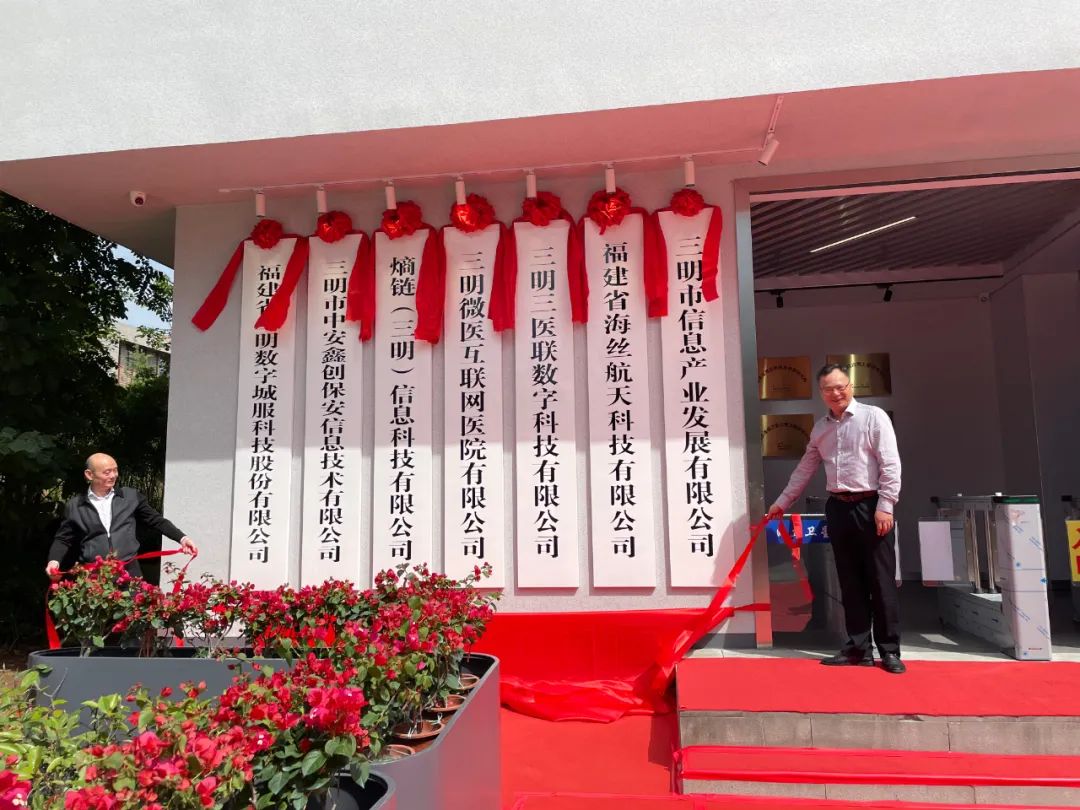 福建省明数字城服科技股份有限公司
三明市中安鑫创保安信息技术有限公司
熵链（三明）信息科技有限公司
三明微医互联网医院有限公司
三明三医联数字科技有限公司
福建省海丝航天科技有限公司
三明市信息产业发展有限公司
卫